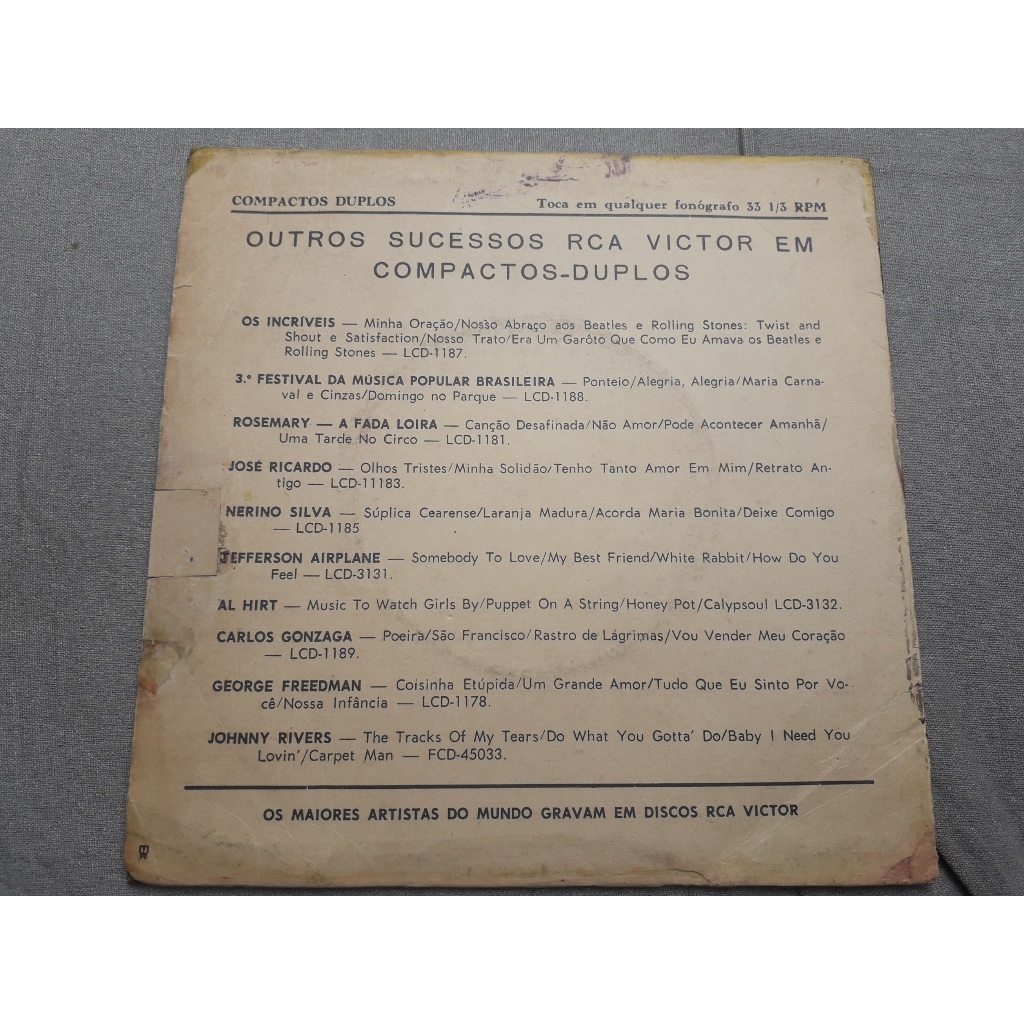 COMPACTOS DUPLOS Toca em qualquer fonógrafo 33 1/3 RPM
OUTROS SUCESSOS RCA VICTOR EM
COMPACTOS-DUPLOS
OS INCRÍVEIS — Minha Oração/Nosso Abraço aos Beatles e Rolling Stones: Twist and
Shout e Satisfaction/Nosso Trato/Era Um Garôto Que Como Eu Amava os Beatles e
Rolling Stones — LCD-1187.
3.º FESTIVAL DA MÚSICA POPULAR BRASILEIRA — Ponteio/Alegria, Alegria/Maria Carna-
val e Cinzas/Domingo no Parque — LCD-1188.
ROSEMARY — A FADA LOIRA — Canção Desafinada/Não Amor/Pode Acontecer Amanhã/
Uma Tarde No Circo — LCD-1181.
JOSÉ RICARDO — Olhos Tristes/Minha Solidão/Tenho Tanto Amor Em Mim/Retrato An-
tigo — LCD-11183.
NERINO SILVA — Súplica Cearense/Laranja Madura/Acorda Maria Bonita/Deixe Comigo
— LCD-1185
JEFFERSON AIRPLANE — Somebody To Love/My Best Friend/White Rabbit/How Do You
Feel — LCD-3131.
AL HIRT — Music To Watch Girls By/Puppet On A String/Honey Pot/Calypsoul LCD-3132.
CARLOS GONZAGA — Poeira/São Francisco/Rastro de Lágrimas/Vou Vender Meu Coração
— LCD-1189.
GEORGE FREEDMAN — Coisinha Etúpida/Um Grande Amor/Tudo Que Eu Sinto Por Vo-
cê/Nossa Infância — LCD-1178.
JOHNNY RIVERS — The Tracks Of My Tears/Do What You Gotta' Do/Baby I Need You
Lovin'/Carpet Man — FCD-45033.
OS MAIORES ARTISTAS DO MUNDO GRAVAM EM DISCOS RCA VICTOR